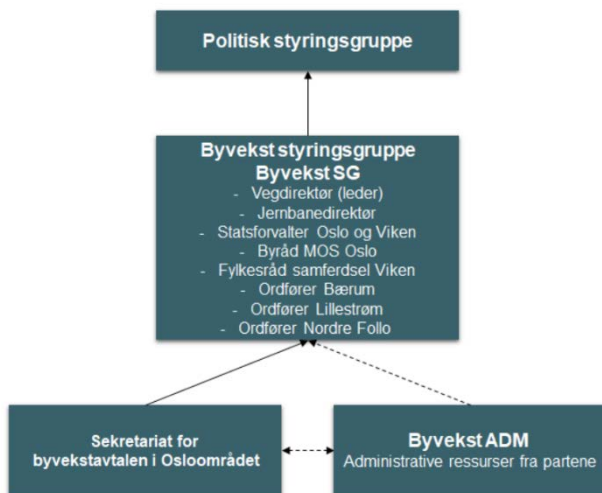 Politisk styringsgruppe
Byvekst styringsgruppe
Byvekst SG
- Vegdirektør (leder)
- Jernbanedirektør
- Statsforvalter Oslo og Viken
- Byråd MOS Oslo
- Fylkesråd samferdsel Viken
- Ordfører Bærum
- Ordfører Lillestrøm
- Ordfører Nordre Follo
Sekretariat for
byvekstavtalen i Osloområdet
Byvekst ADM
Administrative ressurser fra partene